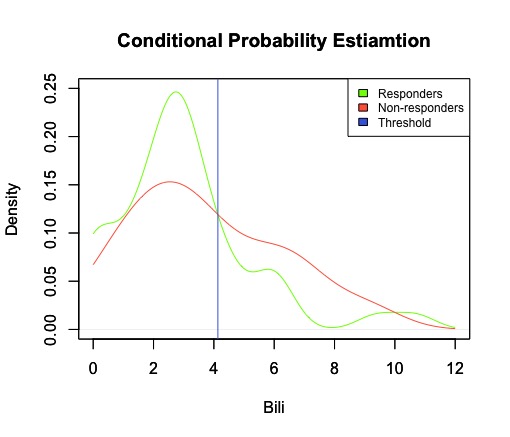 Conditional Probability Estiamtion
Responders
Non-responders
Threshold
Density
0.25
0.20
0.15
0.10
0.05
0.00
0 2 4 6 8 10 12
Bili